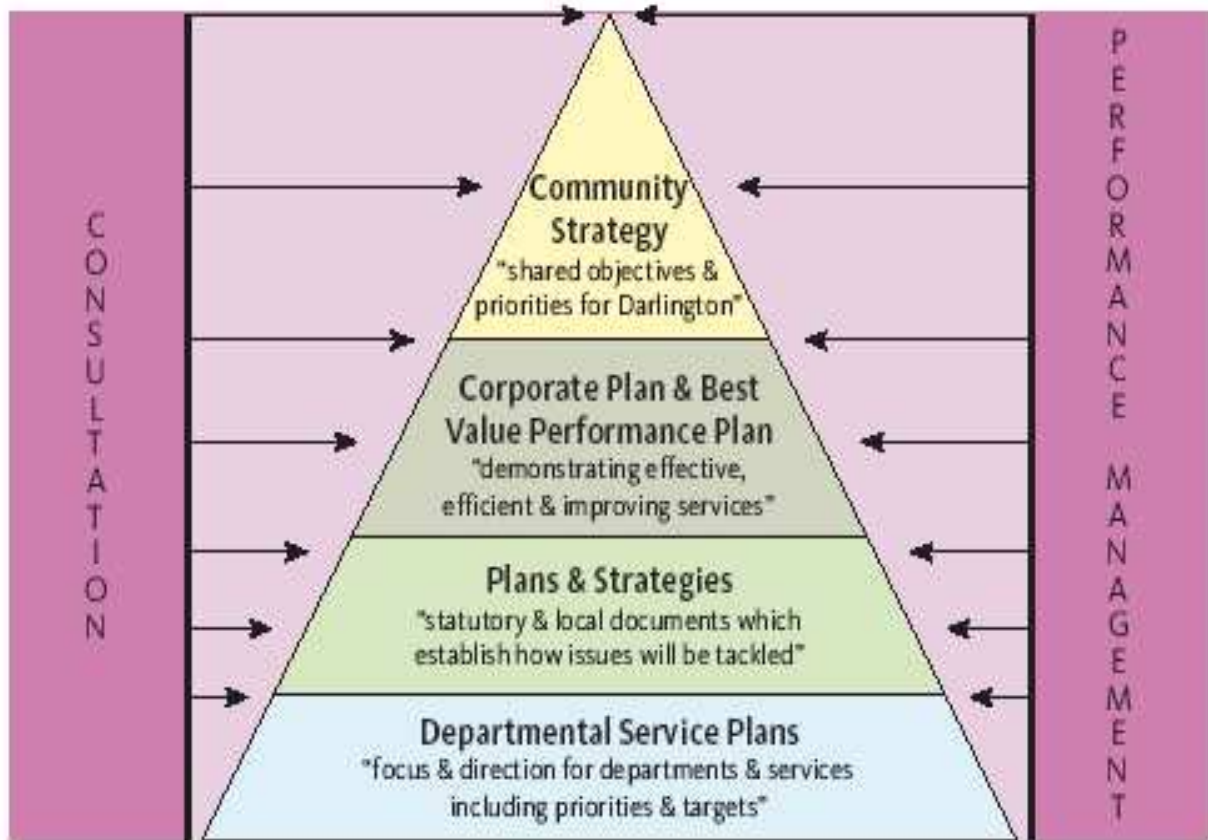 CONSULTATION
Community
Strategy
"shared objectives &
priorities for Darlington"
Corporate Plan & Best
Value Performance Plan
"demonstrating effective,
efficient & improving services"
Plans & Strategies
"statutory & local documents which
establish how issues will be tackled"
Departmental Service Plans
"focus & direction for departments & services
including priorities & targets"
PERFORMANCE MANAGEMENT